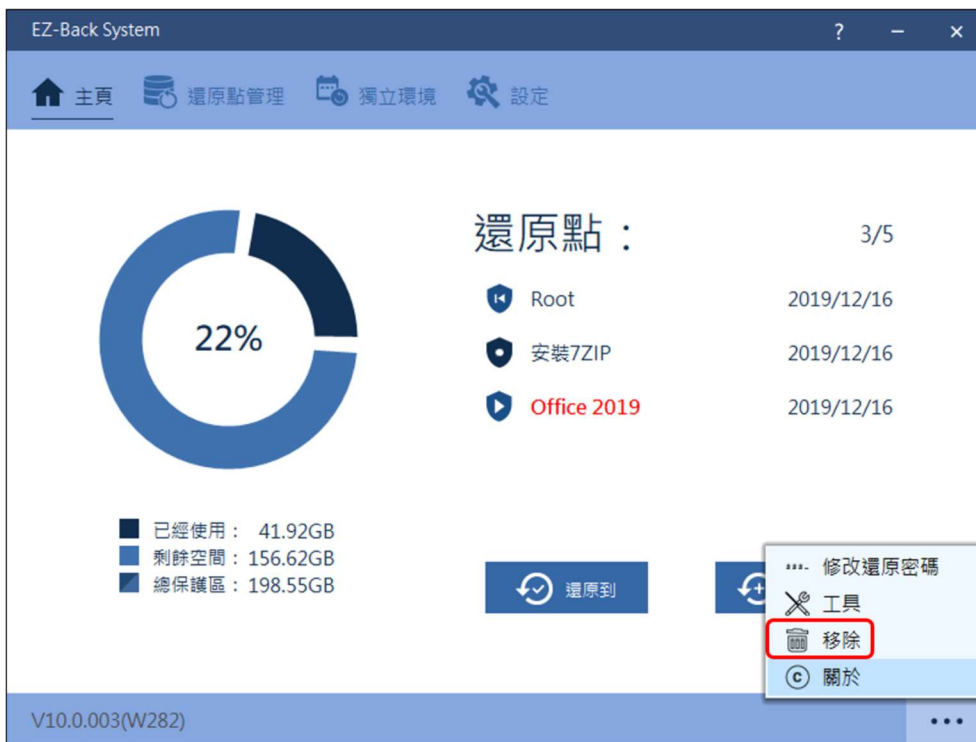 EZ-Back System
?
主頁 還原點管理 獨立環境 設定
還原點： 3/5
Root 2019/12/16
安裝7ZIP 2019/12/16
Office 2019 2019/12/16
22%
已經使用： 41.92GB
剩餘空間：156.62GB
總保護區：198.55GB
還原到
修改還原密碼
工具
移除
關於
V10.0.003(W282)